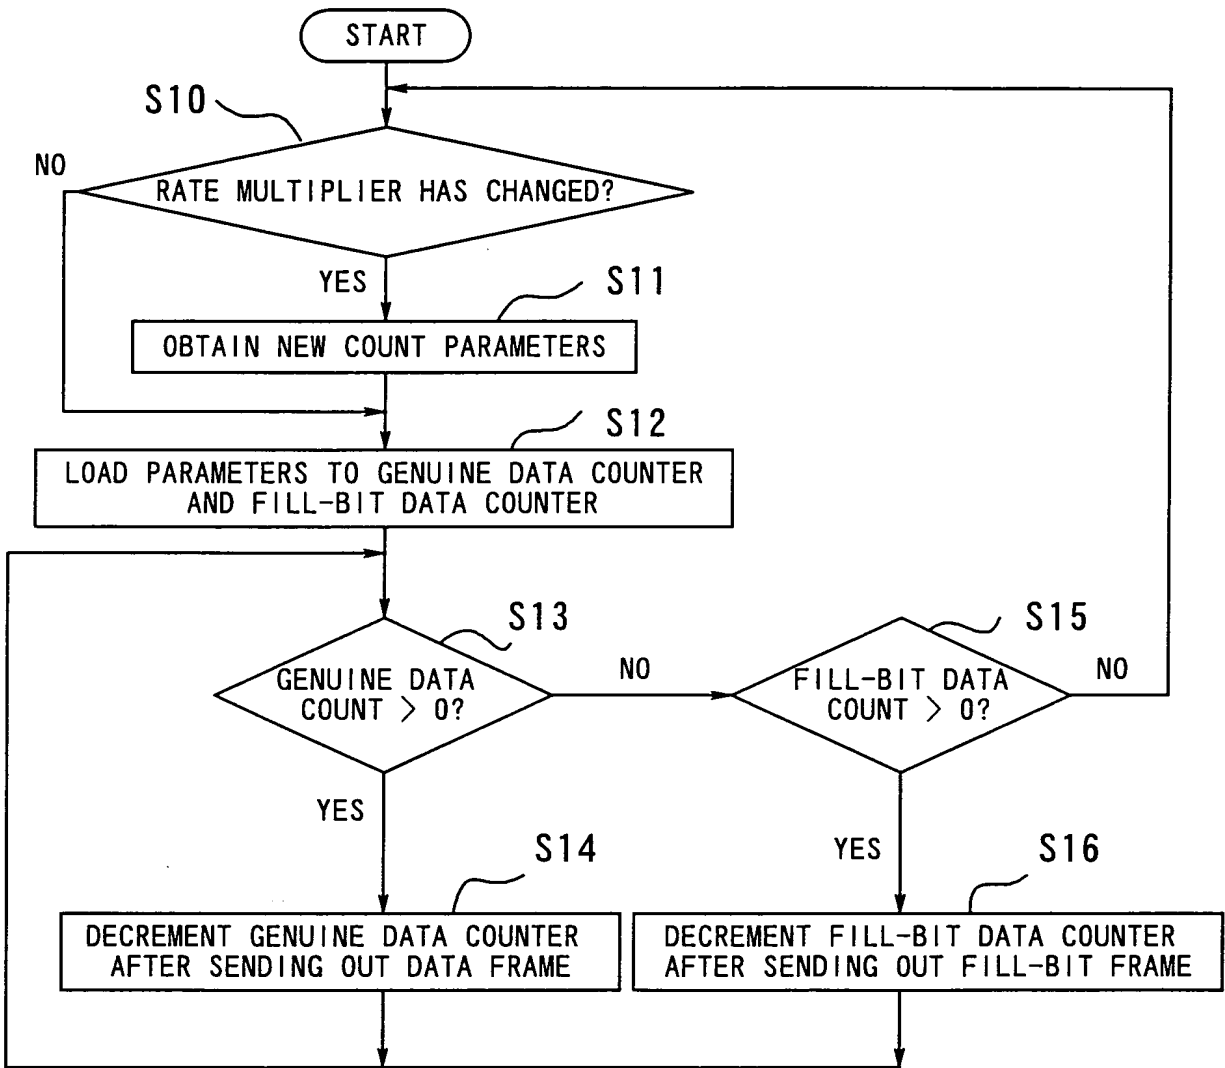 START
S10
NO
RATE MULTIPLIER HAS CHANGED?
YES
S11
OBTAIN NEW COUNT PARAMETERS
S12
LOAD PARAMETERS TO GENUINE DATA COUNTER
AND FILL-BIT DATA COUNTER
S13
GENUINE DATA
COUNT > 0?
NO
S15
FILL-BIT DATA
COUNT > 0?
NO
YES
S14
DECREMENT GENUINE DATA COUNTER
AFTER SENDING OUT DATA FRAME
YES
S16
DECREMENT FILL-BIT DATA COUNTER
AFTER SENDING OUT FILL-BIT FRAME